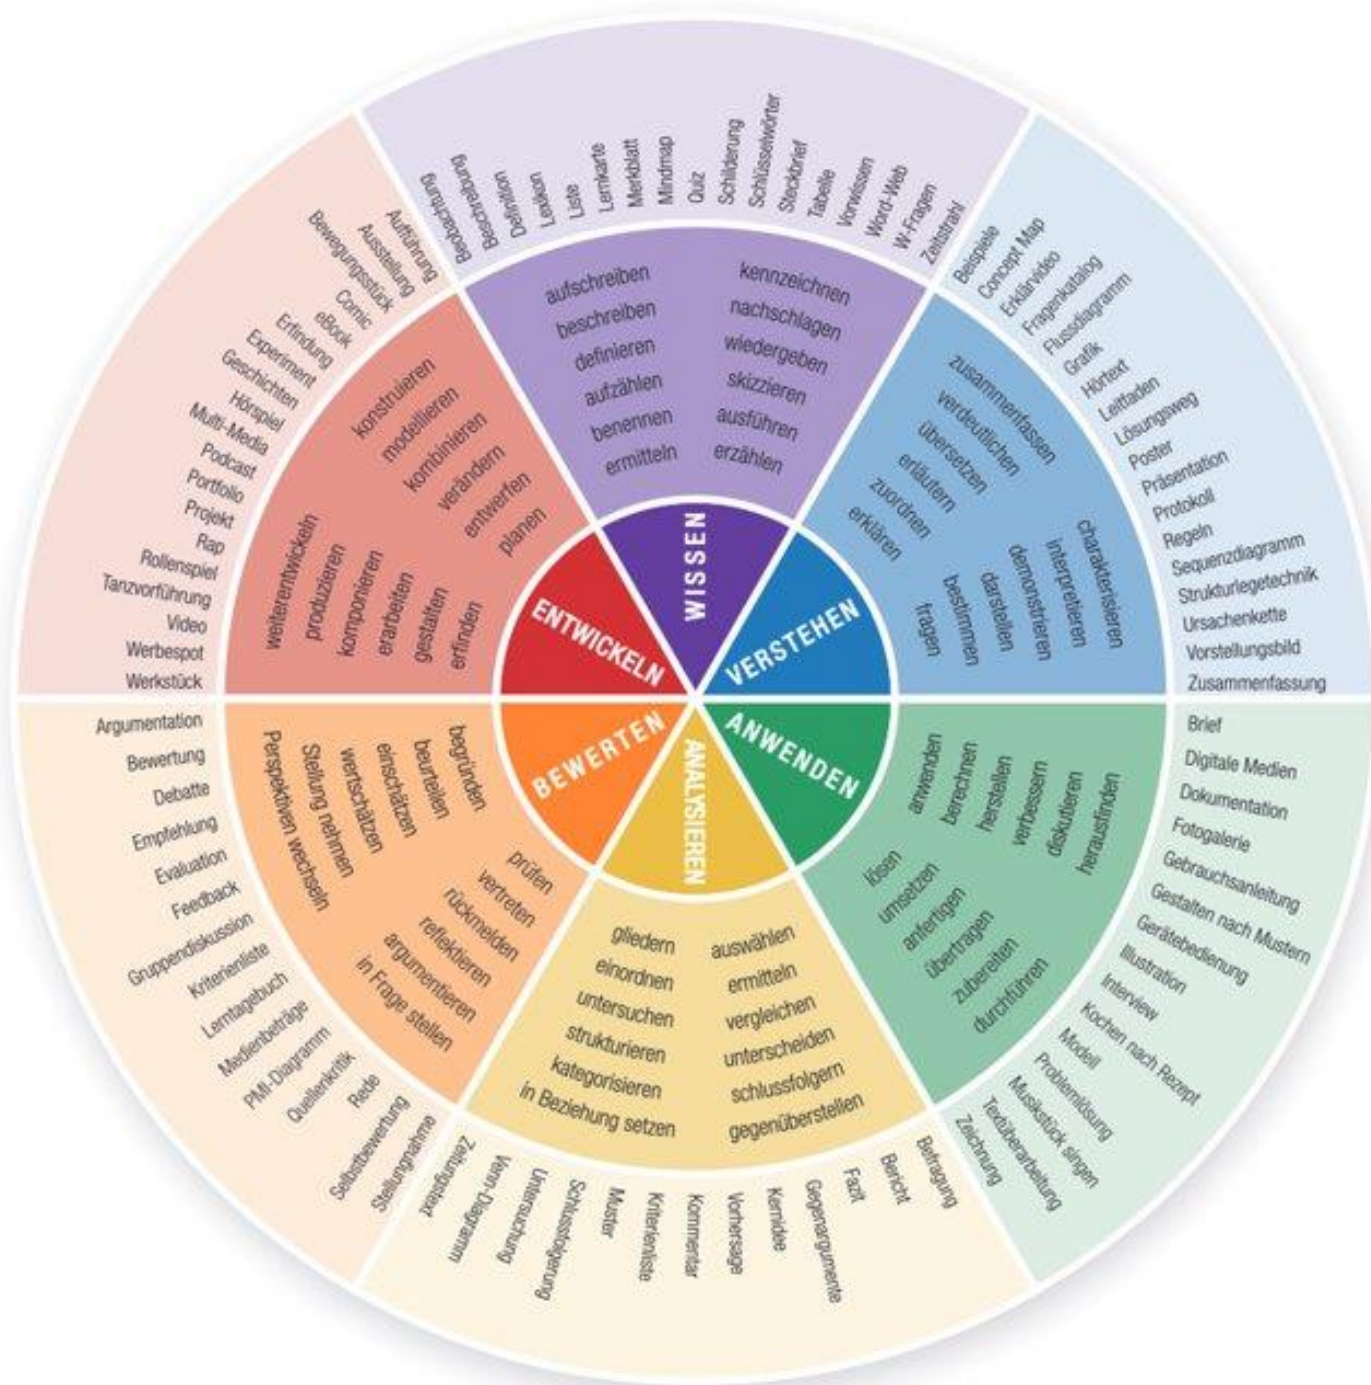 WISSEN
aufschreiben
beschreiben
definieren
aufzählen
benennen
ermitteln
kennzeichnen
nachschlagen
wiedergeben
skizzieren
ausführen
erzählen
Beobachtung
Beschreibung
Definition
Lexikon
Liste
Lernkarte
Merkblatt
Mindmap
Quiz
Schilderung
Schlüsselwörter
Steckbrief
Tabelle
Vorwissen
Word-Web
W-Fragen
Zeitstrahl
VERSTEHEN
zusammenfassen
verdeutlichen
übersetzen
erläutern
zuordnen
erklären
charakterisieren
interpretieren
demonstrieren
darstellen
bestimmen
fragen
Beispiele
Concept Map
Erklärvideo
Fragenkatalog
Flussdiagramm
Grafik
Hörtext
Leitfaden
Lösungsweg
Poster
Präsentation
Protokoll
Regeln
Sequenzdiagramm
Strukturlegetechnik
Ursachenkette
Vorstellungsbild
Zusammenfassung
ANWENDEN
anwenden
berechnen
herstellen
verbessern
diskutieren
herausfinden
lösen
umsetzen
anfertigen
übertragen
zubereiten
durchführen
Brief
Digitale Medien
Dokumentation
Fotogalerie
Gebrauchsanleitung
Gestalten nach Mustern
Gerätebedienung
Illustration
Interview
Kochen nach Rezept
Modell
Problemlösung
Musikstück singen
Textüberarbeitung
Zeichnung
ANALYSIEREN
gliedern
einordnen
untersuchen
strukturieren
kategorisieren
in Beziehung setzen
auswählen
ermitteln
vergleichen
unterscheiden
schlussfolgern
gegenüberstellen
Befragung
Bericht
Fazit
Gegenargumente
Kernidee
Vorhersage
Kommentar
Kriterienliste
Muster
Schlussfolgerung
Untersuchung
Venn-Diagramm
Zeitungstext
BEWERTEN
begründen
beurteilen
einschätzen
wertschätzen
Stellung nehmen
Perspektiven wechseln
prüfen
vertreten
rückmelden
reflektieren
argumentieren
in Frage stellen
Argumentation
Bewertung
Debatte
Empfehlung
Evaluation
Feedback
Gruppendiskussion
Kriterienliste
Lerntagebuch
Medienbeträge
PMI-Diagramm
Quellenkritik
Rede
Selbstbewertung
Stellungnahme
ENTWICKELN
konstruieren
modellieren
kombinieren
verändern
entwerfen
planen
weiterentwickeln
produzieren
komponieren
erarbeiten
gestalten
erfinden
Aufführung
Ausstellung
Bewegungsstück
Comic
eBook
Erfindung
Experiment
Geschichten
Hörspiel
Multi-Media
Podcast
Portfolio
Projekt
Rap
Rollenspiel
Tanzvorführung
Video
Werbespot
Werkstück